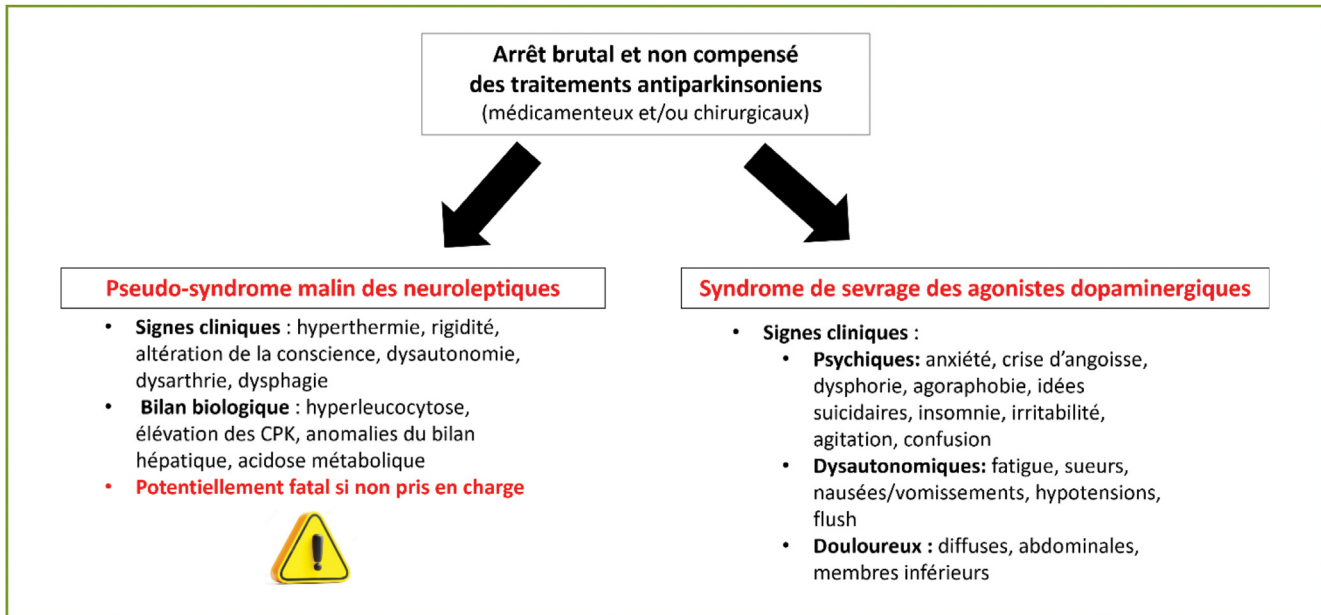 Arrêt brutal et non compensé
des traitements antiparkinsoniens
(médicamenteux et/ou chirurgicaux)
Pseudo-syndrome malin des neuroleptiques
• Signes cliniques : hyperthermie, rigidité,
altération de la conscience, dysautonomie,
dysarthrie, dysphagie
• Bilan biologique : hyperleucocytose,
élévation des CPK, anomalies du bilan
hépatique, acidose métabolique
• Potentiellement fatal si non pris en charge
!
Syndrome de sevrage des agonistes dopaminergiques
• Signes cliniques :
• Psychiques: anxiété, crise d'angoisse,
dysphorie, agoraphobie, idées
suicidaires, insomnie, irritabilité,
agitation, confusion
• Dysautonomiques: fatigue, sueurs,
nausées/vomissements, hypotensions,
flush
• Douloureux : diffuses, abdominales,
membres inférieurs